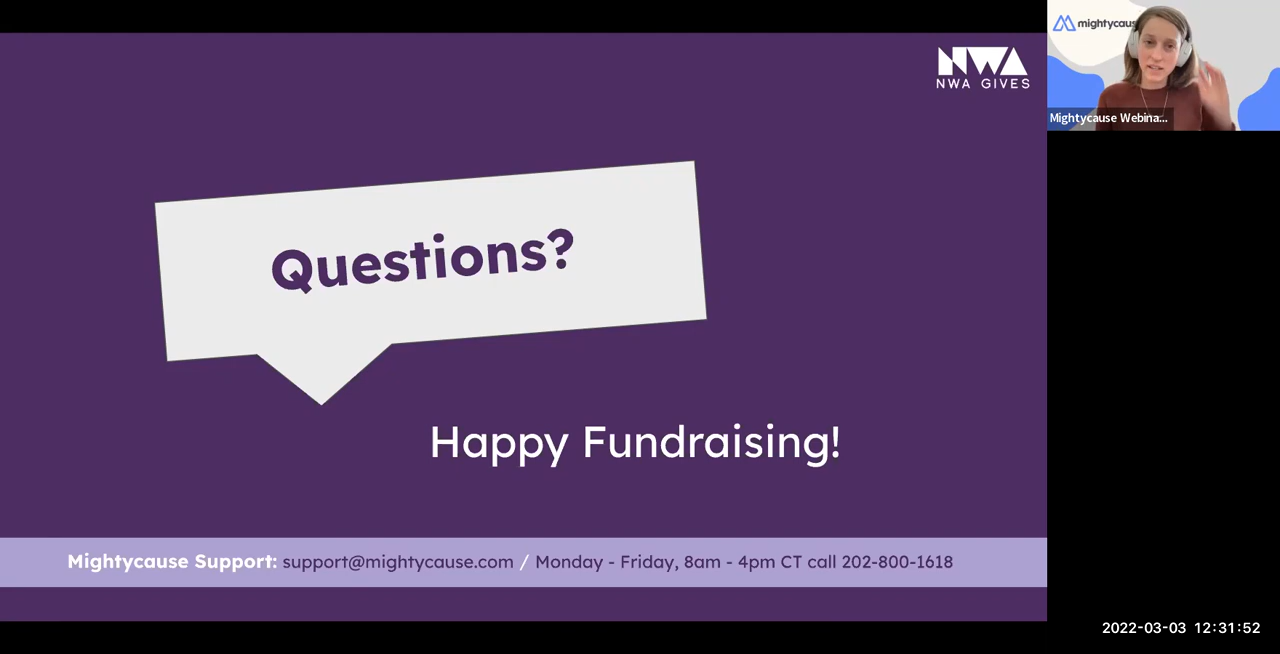 NWA
NWA GIVES
mightycaus
Mightycause Webina...
Questions?
Happy Fundraising!
Mightycause Support: support@mightycause.com / Monday - Friday, 8am - 4pm CT call 202-800-1618
2022-03-03 12:31:52